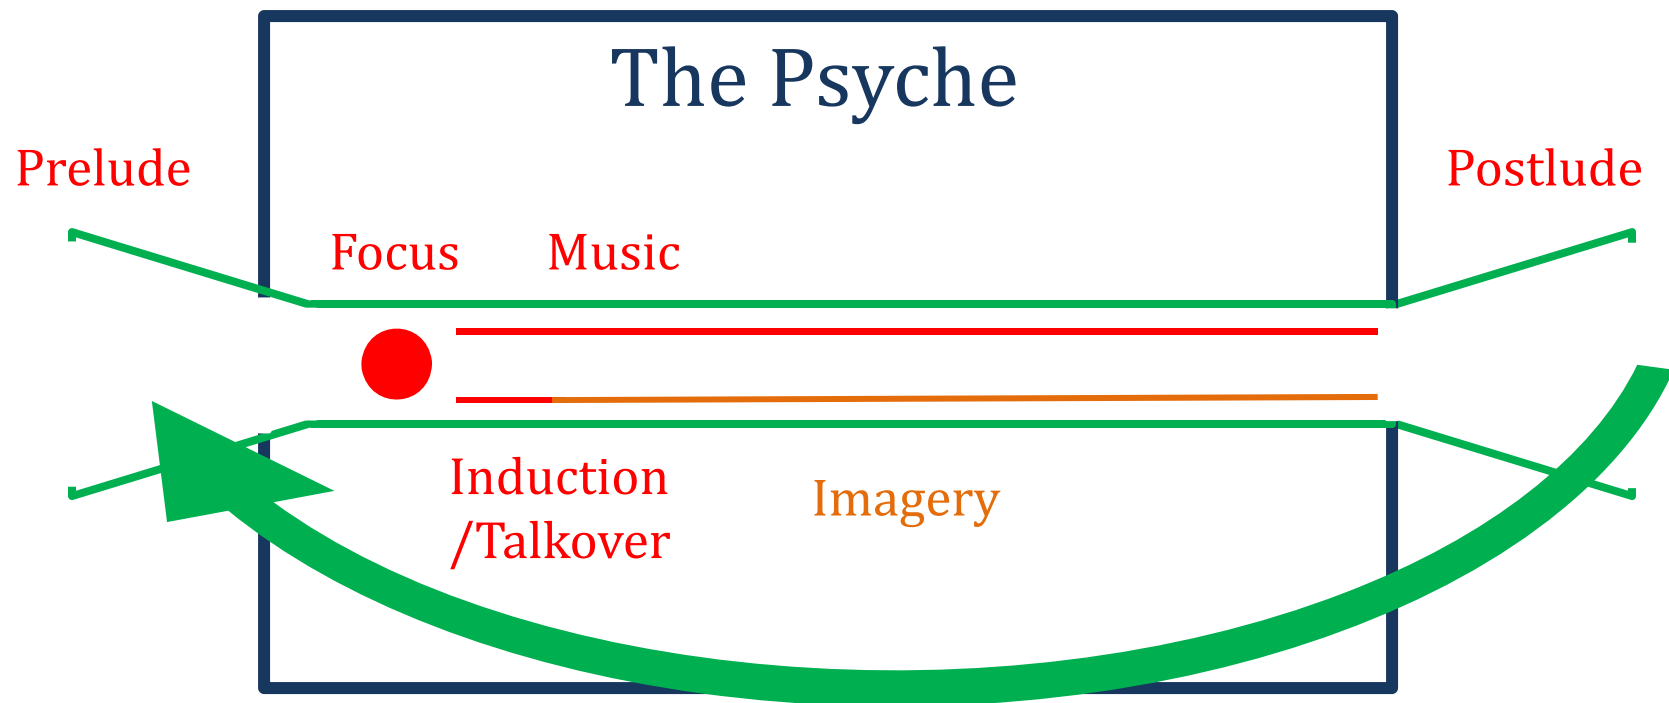 The Psyche
Prelude
Postlude
Focus
Music
Induction
/Talkover
Imagery